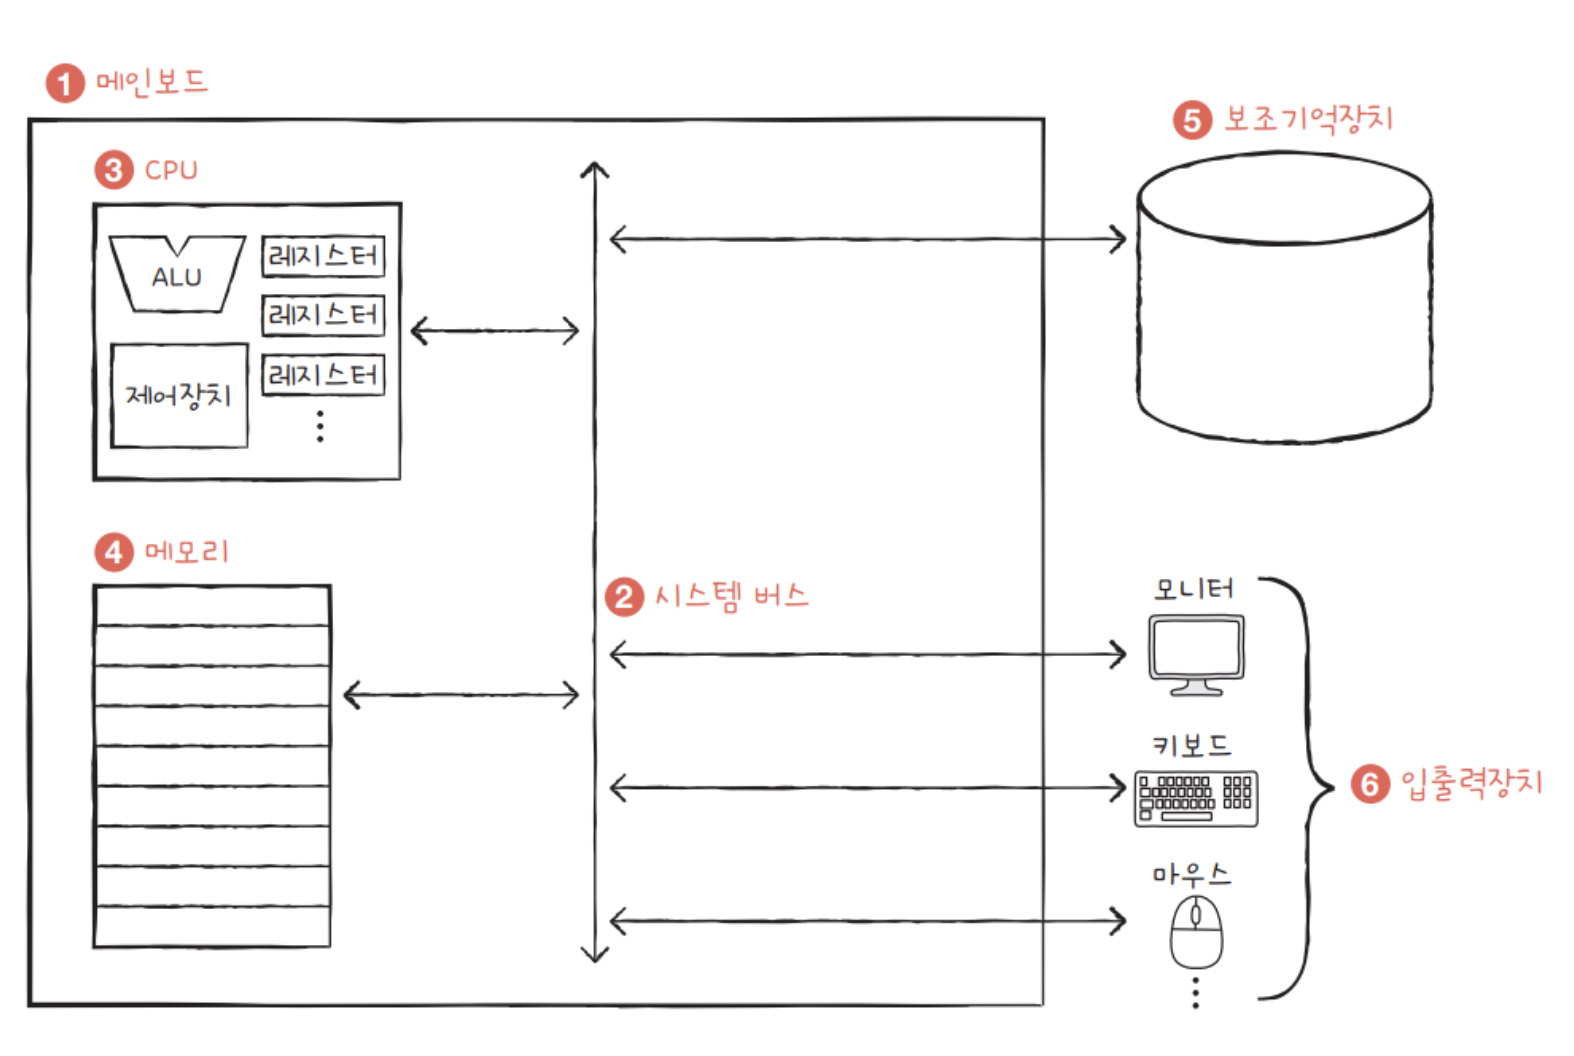 1 메인보드
3 CPU
ALU
레지스터
레지스터
레지스터
제어장치
4 메모리
2 시스템 버스
5 보조기억장치
모니터
키보드
마우스
6 입출력장치